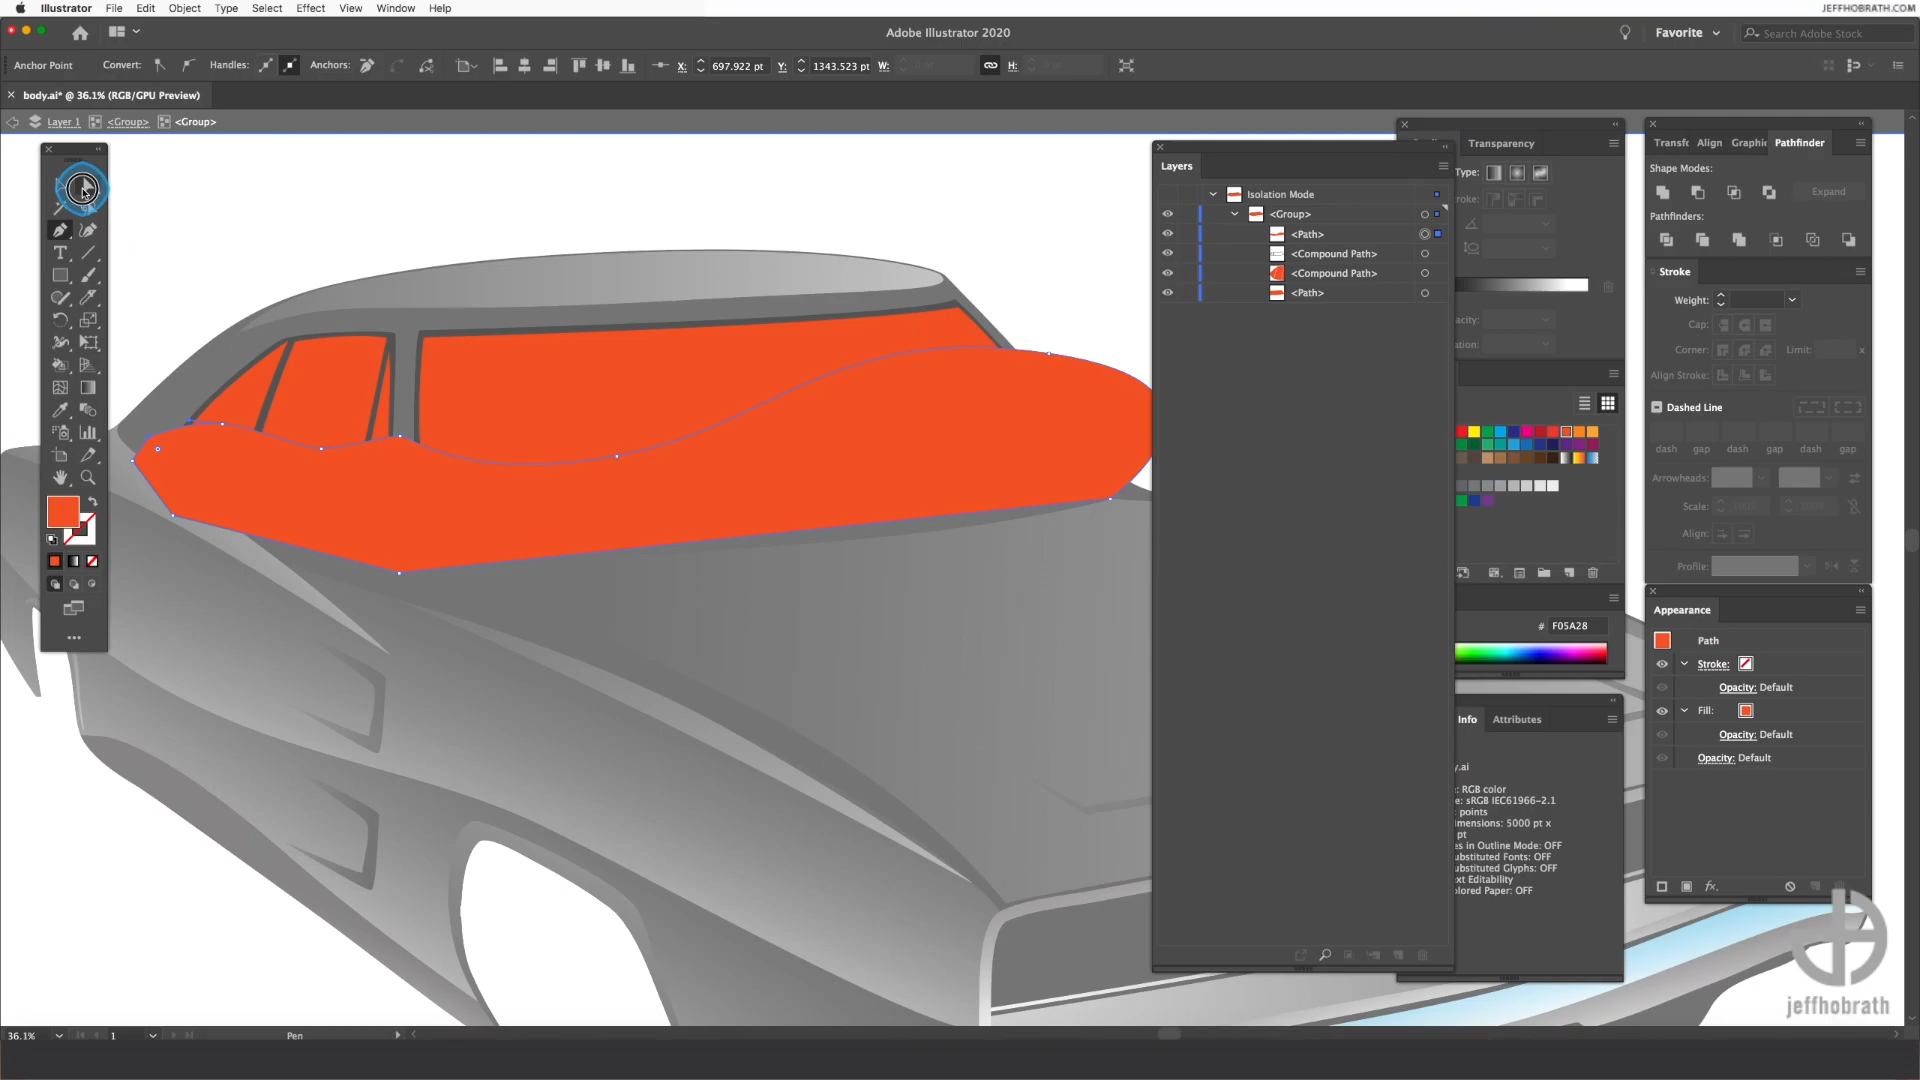 Illustrator File Edit Object Type Select Effect View Window Help
JEFFHOBRATH.COM
Adobe Illustrator 2020
Favorite
Search Adobe Stock
Anchor Point Convert: Handles: Anchors: X: 697.922 pt Y: 1343.523 pt W: H:
body.ai* @ 36.1% (RGB/GPU Preview)
Layer 1 <Group> <Group>
Layers
Isolation Mode
<Group>
<Path>
<Compound Path>
<Compound Path>
<Path>
Transparency
Type:
# F05A28
Info Attributes
y.ai
: RGB color
e: sRGB IEC61966-2.1
: points
imensions: 5000 pt x
pt
es in Outline Mode: OFF
ubstituted Fonts: OFF
ubstituted Glyphs: OFF
ext Editability
olored Paper: OFF
Transfc Align Graphic Pathfinder
Shape Modes:
Expand
Pathfinders:
Stroke
Weight:
Cap:
Corner: Limit: x
Align Stroke:
Dashed Line
dash gap dash gap dash gap
Arrowheads:
Scale:
Align:
Profile:
Appearance
Path
Stroke:
Opacity: Default
Fill:
Opacity: Default
Opacity: Default
fx.
jeffhobrath
36.1% 1 Pen